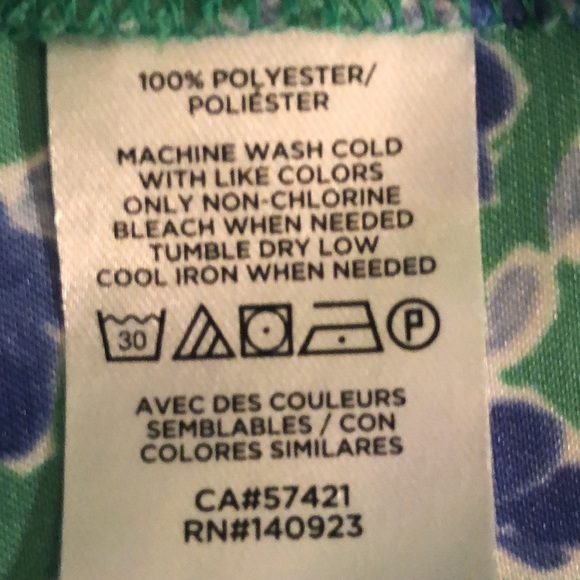 100% POLYESTER/
POLIÉSTER
MACHINE WASH COLD
WITH LIKE COLORS
ONLY NON-CHLORINE
BLEACH WHEN NEEDED
TUMBLE DRY LOW
COOL IRON WHEN NEEDED
30 P
AVEC DES COULEURS
SEMBLABLES / CON
COLORES SIMILARES
CA#57421
RN#140923